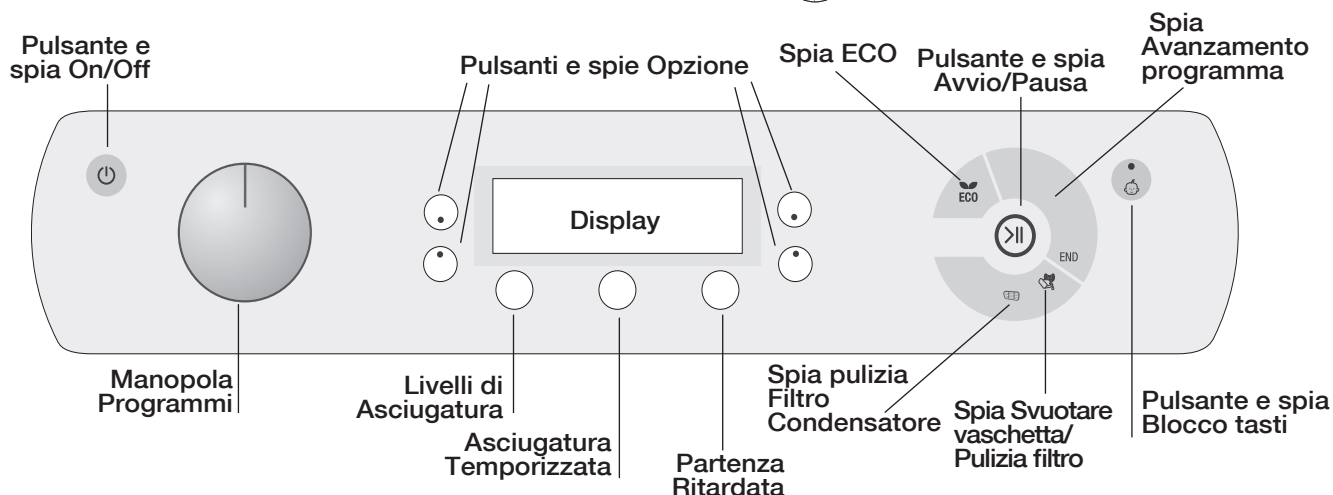 Pulsante e
spia On/Off
Pulsanti e spie Opzione
Spia ECO
Pulsante e spia
Avvio/Pausa
Spia
Avanzamento
programma
ECO
Display
END
Manopola
Programmi
Livelli di
Asciugatura
Asciugatura
Temporizzata
Partenza
Ritardata
Spia pulizia
Filtro
Condensatore
Spia Svuotare
vaschetta/
Pulizia filtro
Pulsante e spia
Blocco tasti